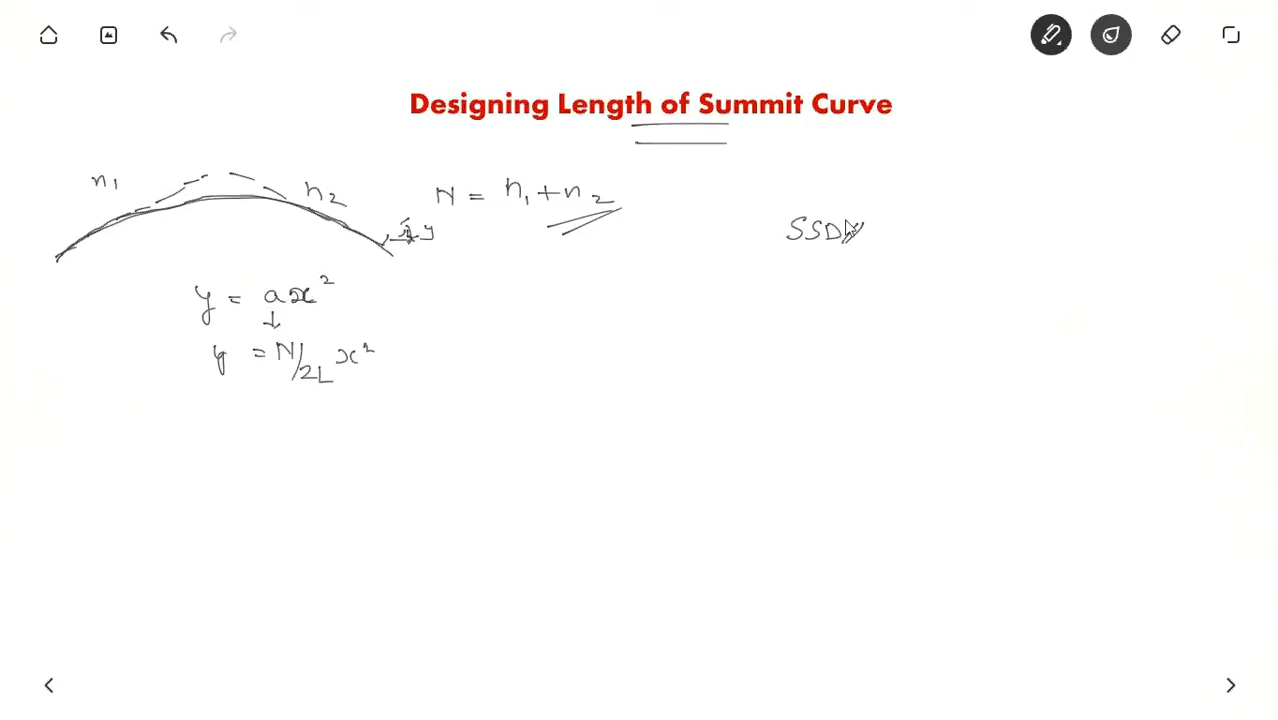 Designing Length of Summit Curve
n1
n2
N = n1 + n2
SSD
y
y = ax²
y = N/2L x²